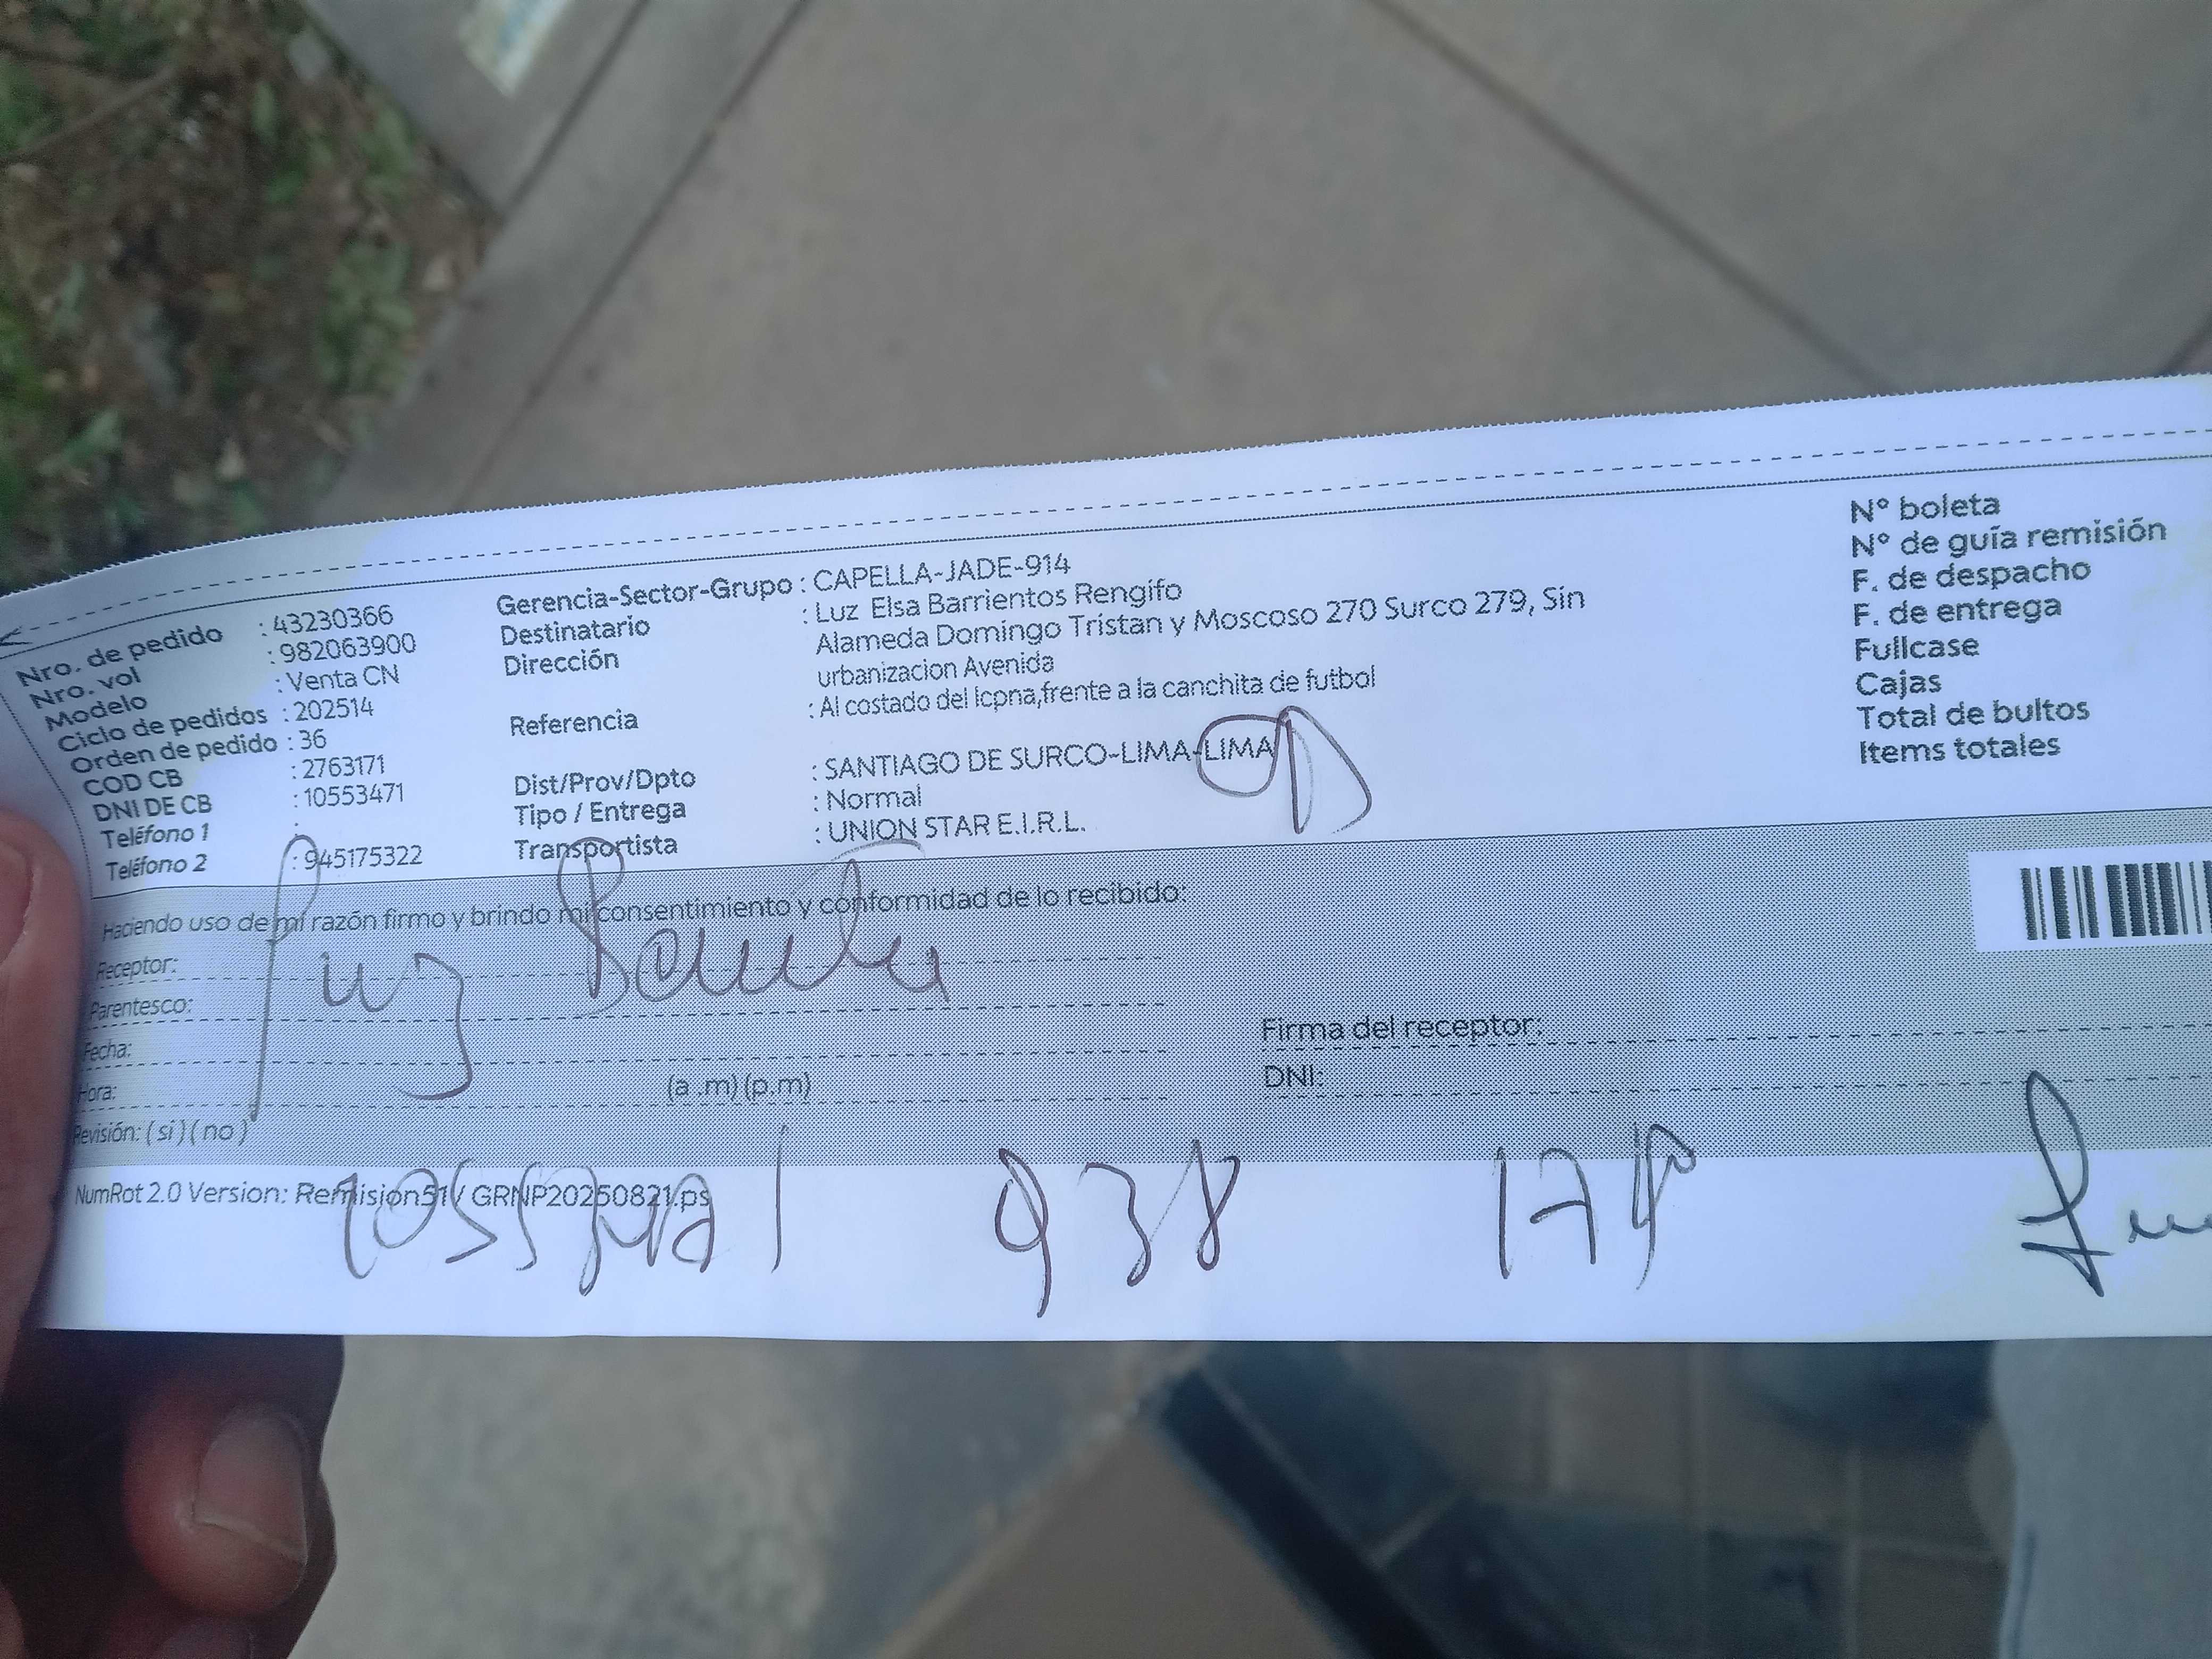 Nro. de pedido : 43230366
Nro. vol : 982063900
Modelo : Venta CN
Ciclo de pedidos : 202514
Orden de pedido : 36
COD CB : 2763171
DNI DE CB : 10553471
Teléfono 1 :
Teléfono 2 : 945175322
Gerencia-Sector-Grupo : CAPELLA-JADE-914
Destinatario : Luz Elsa Barrientos Rengifo
Dirección Alameda Domingo Tristan y Moscoso 270 Surco 279, Sin
urbanizacion Avenida
Referencia : Al costado del Icpna,frente a la canchita de futbol
Dist/Prov/Dpto : SANTIAGO DE SURCO-LIMA-LIMA
Tipo / Entrega : Normal
Transportista : UNION STAR E.I.R.L.
N° boleta
N° de guía remisión
F. de despacho
F. de entrega
Fullcase
Cajas
Total de bultos
Items totales
Haciendo uso de mi razón firmo y brindo mi consentimiento y conformidad de lo recibido:
Receptor: Luz
Parentesco:
Fecha:
Hora: (a .m) (p.m)
Revisión: ( si ) ( no )
Firma del receptor:
DNI:
NumRot 2.0 Version: Remision51 / GRNP20250821.ps
938